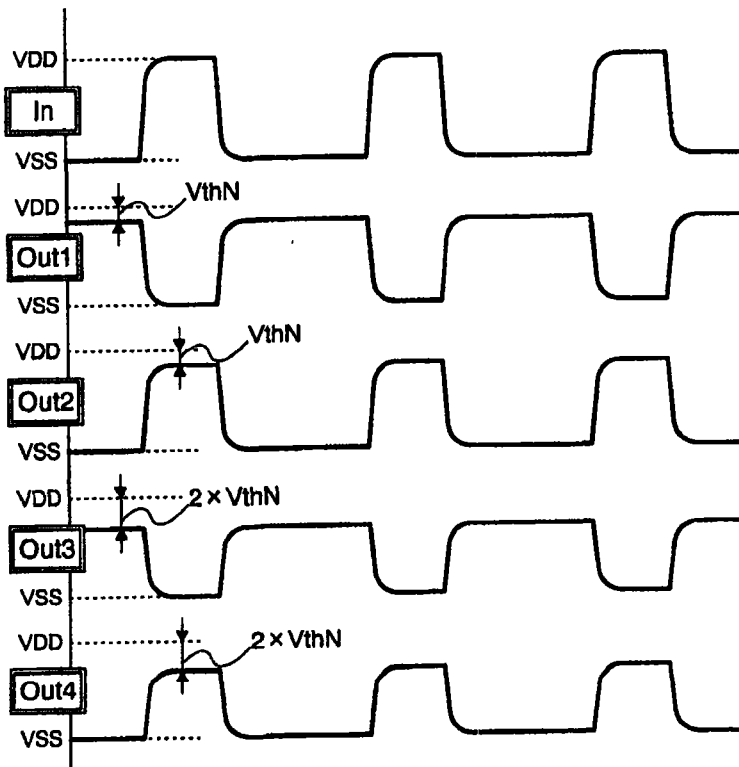 VDD
In
VSS
VthN
VDD
Out1
VSS
VthN
VDD
Out2
VSS
VDD
2 × VthN
Out3
VSS
VDD
2 × VthN
Out4
VSS